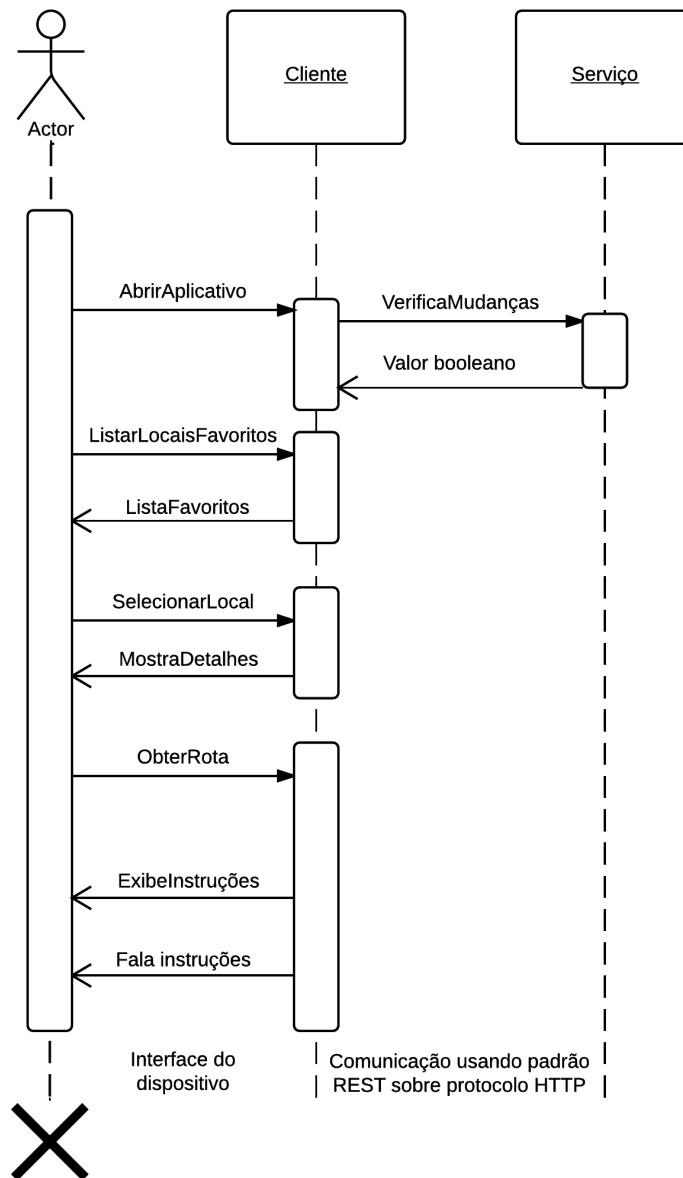 Actor
Cliente
Serviço
AbrirAplicativo
VerificaMudanças
Valor booleano
ListarLocaisFavoritos
ListaFavoritos
SelecionarLocal
MostraDetalhes
ObterRota
ExibeInstruções
Fala instruções
Interface do
dispositivo
Comunicação usando padrão
REST sobre protocolo HTTP